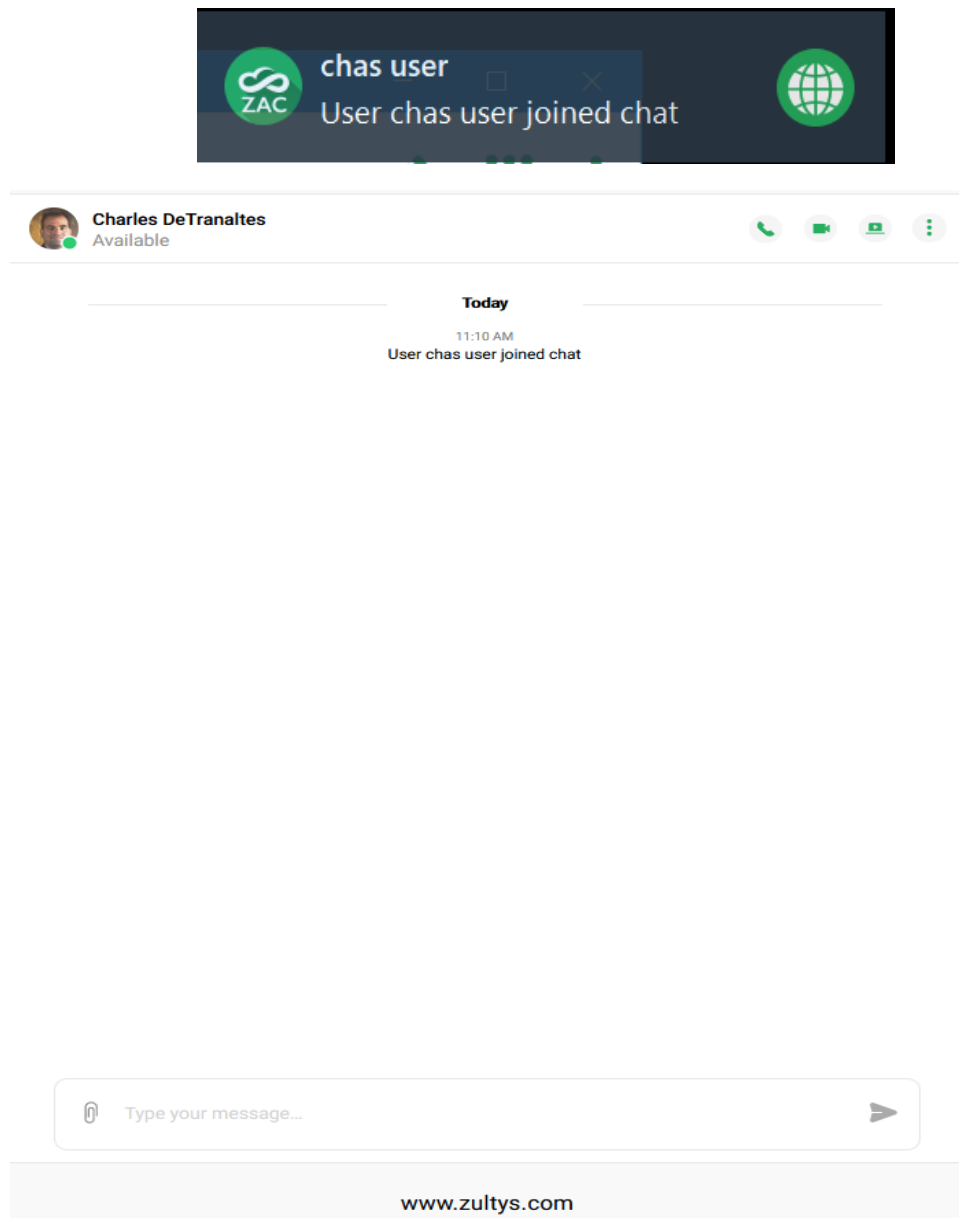 chas user
ZAC
User chas user joined chat
Charles DeTranaltes
Available
Today
11:10 AM
User chas user joined chat
Type your message...
www.zultys.com